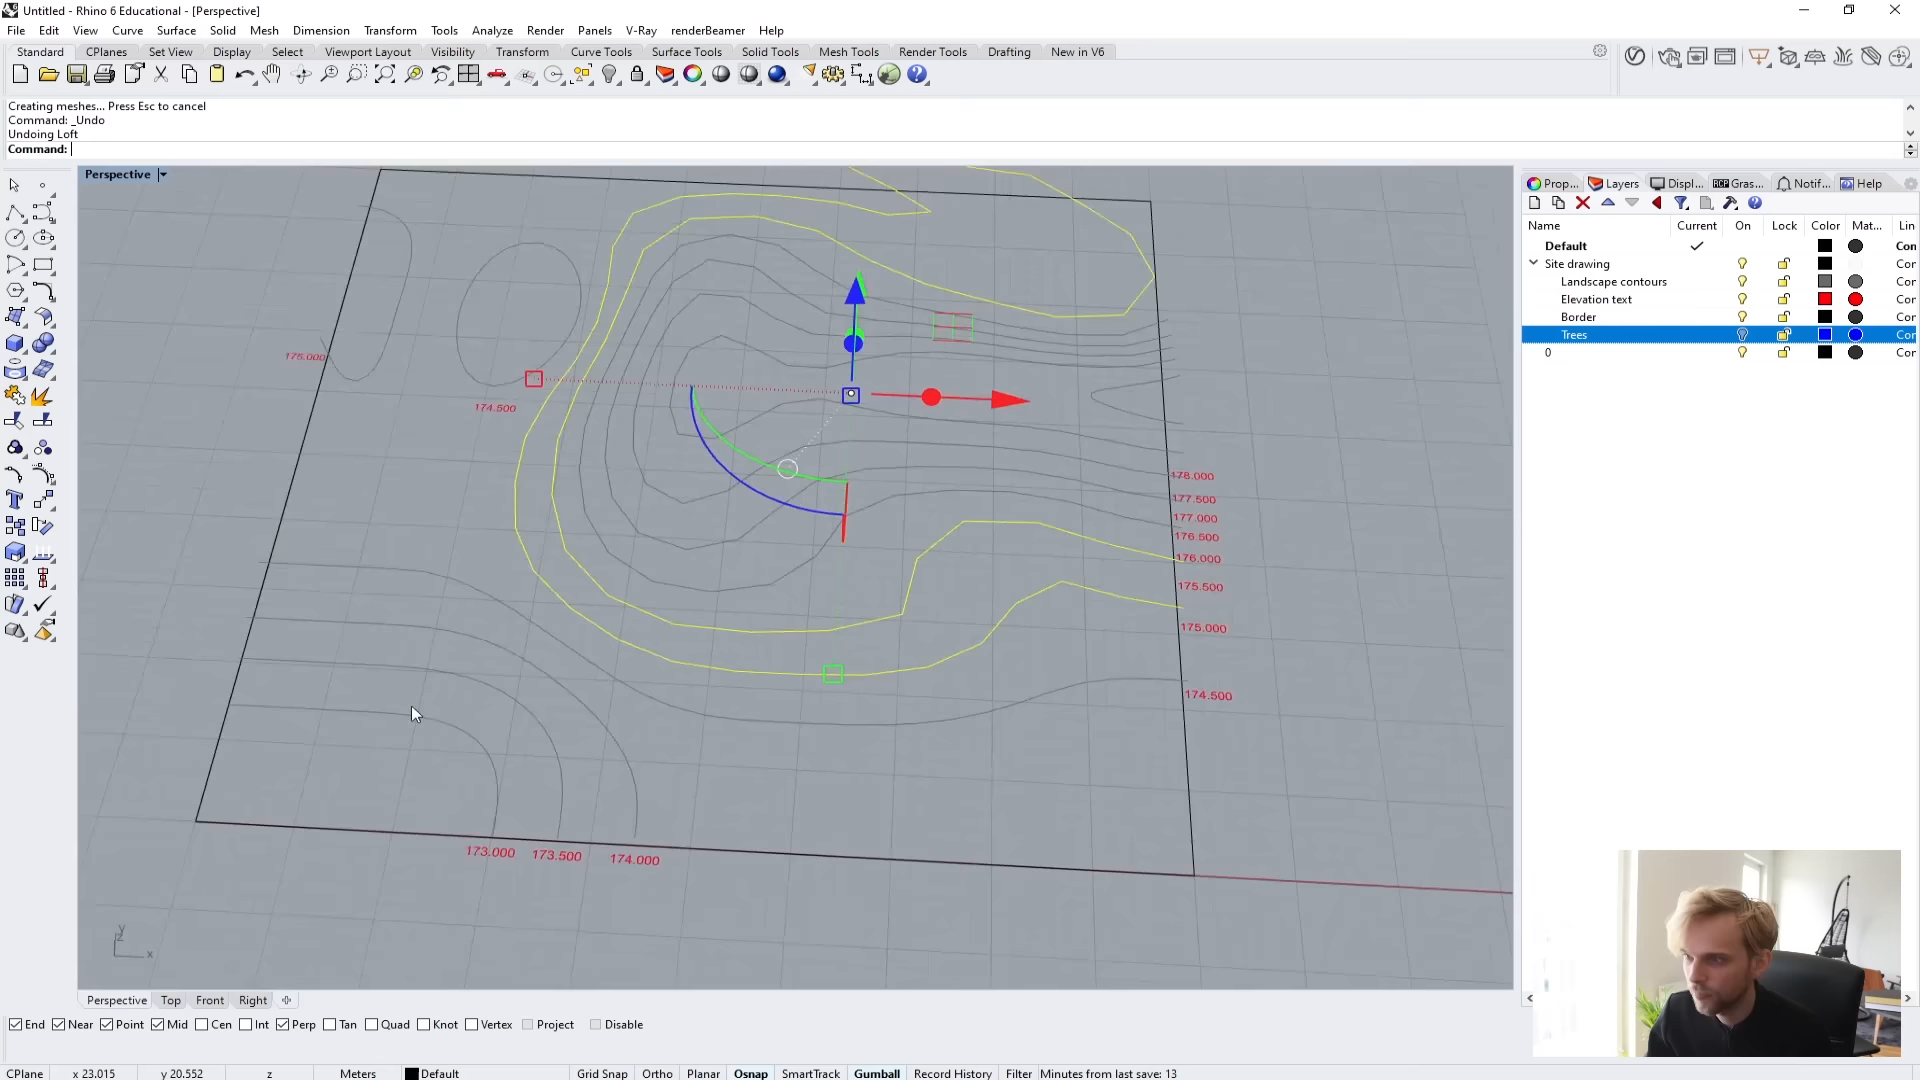 Untitled - Rhino 6 Educational - [Perspective]
File Edit View Curve Surface Solid Mesh Dimension Transform Tools Analyze Render Panels V-Ray renderBeamer Help
Standard CPlanes Set View Display Select Viewport Layout Visibility Transform Curve Tools Surface Tools Solid Tools Mesh Tools Render Tools Drafting New in V6
Creating meshes... Press Esc to cancel
Command: _Undo
Undoing Loft
Command:
Perspective
Prop... Layers Displ... Gras... Notif... Help
Name Current On Lock Color Mat... Lin
Default Con
Site drawing Cor
Landscape contours Cor
Elevation text Cor
Border Cor
Trees Cor
0 Cor
175.000
174.500
178.000
177.500
177.000
176.500
176.000
175.500
175.000
174.500
173.000 173.500 174.000
y
z
x
Perspective Top Front Right
End Near Point Mid Cen Int Perp Tan Quad Knot Vertex Project Disable
CPlane x 23.015 y 20.552 z Meters Default Grid Snap Ortho Planar Osnap SmartTrack Gumball Record History Filter Minutes from last save: 13